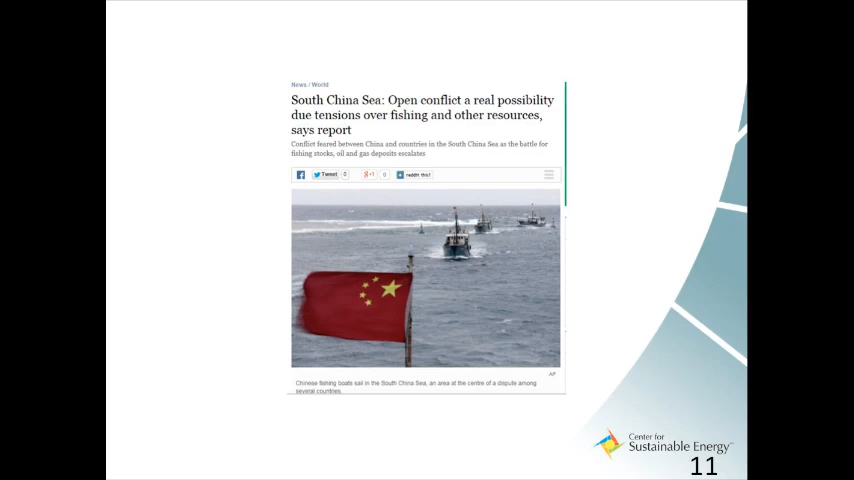 News / World
South China Sea: Open conflict a real possibility
due tensions over fishing and other resources,
says report
Conflict feared between China and countries in the South China Sea as the battle for
fishing stocks, oil and gas deposits escalates
Tweet 0 +1 0 reddit this!
AP
Chinese fishing boats sail in the South China Sea, an area at the centre of a dispute among
several countries.
Center for
Sustainable Energy™
11